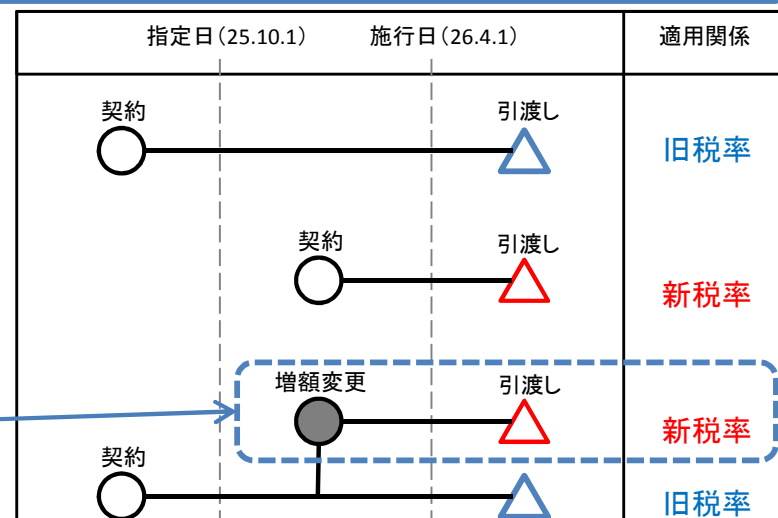 指定日(25.10.1) 施行日(26.4.1) 適用関係
契約 引渡し
旧税率
契約 引渡し
新税率
増額変更 引渡し
新税率
契約
旧税率